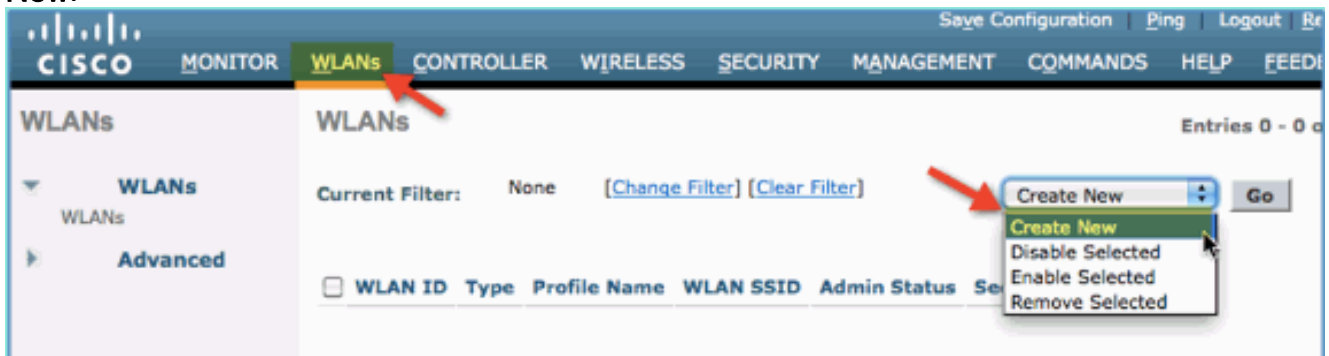 Save Configuration | Ping | Logout | Re
CISCO MONITOR WLANs CONTROLLER WIRELESS SECURITY MANAGEMENT COMMANDS HELP FEED
WLANs WLANs Entries 0 - 0 o
WLANs Current Filter: None [Change Filter] [Clear Filter] Create New Go
WLANs
Create New
Advanced Disable Selected
Enable Selected
WLAN ID Type Profile Name WLAN SSID Admin Status Se
Remove Selected